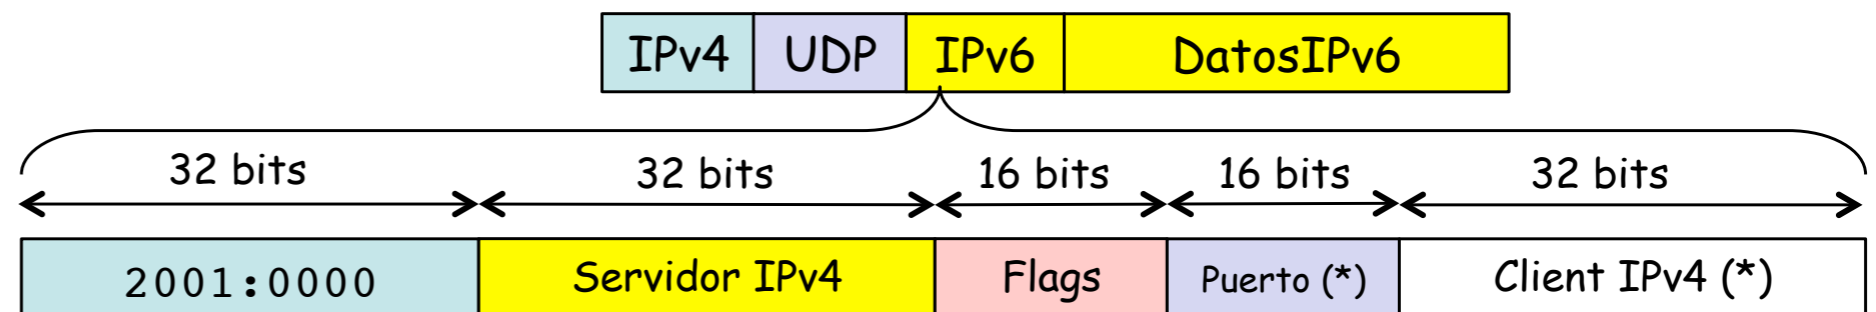 IPv4 UDP IPv6 DatosIPv6
32 bits 32 bits 16 bits 16 bits 32 bits
2001:0000 Servidor IPv4 Flags Puerto (*) Client IPv4 (*)